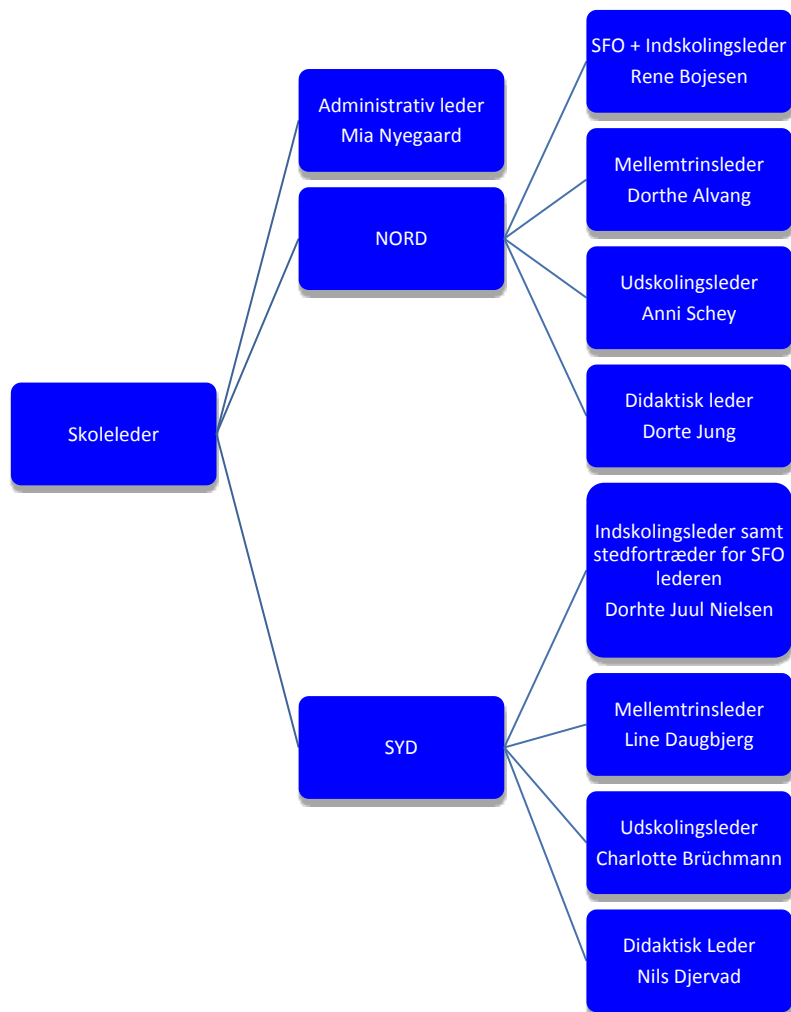 Skoleleder
Administrativ leder
Mia Nyegaard
NORD
SFO + Indskolingsleder
Rene Bojesen
Mellemtrinsleder
Dorthe Alvang
Udskolingsleder
Anni Schey
Didaktisk leder
Dorte Jung
SYD
Indskolingsleder samt
stedfortræder for SFO
lederen
Dorhte Juul Nielsen
Mellemtrinsleder
Line Daugbjerg
Udskolingsleder
Charlotte Brüchmann
Didaktisk Leder
Nils Djervad